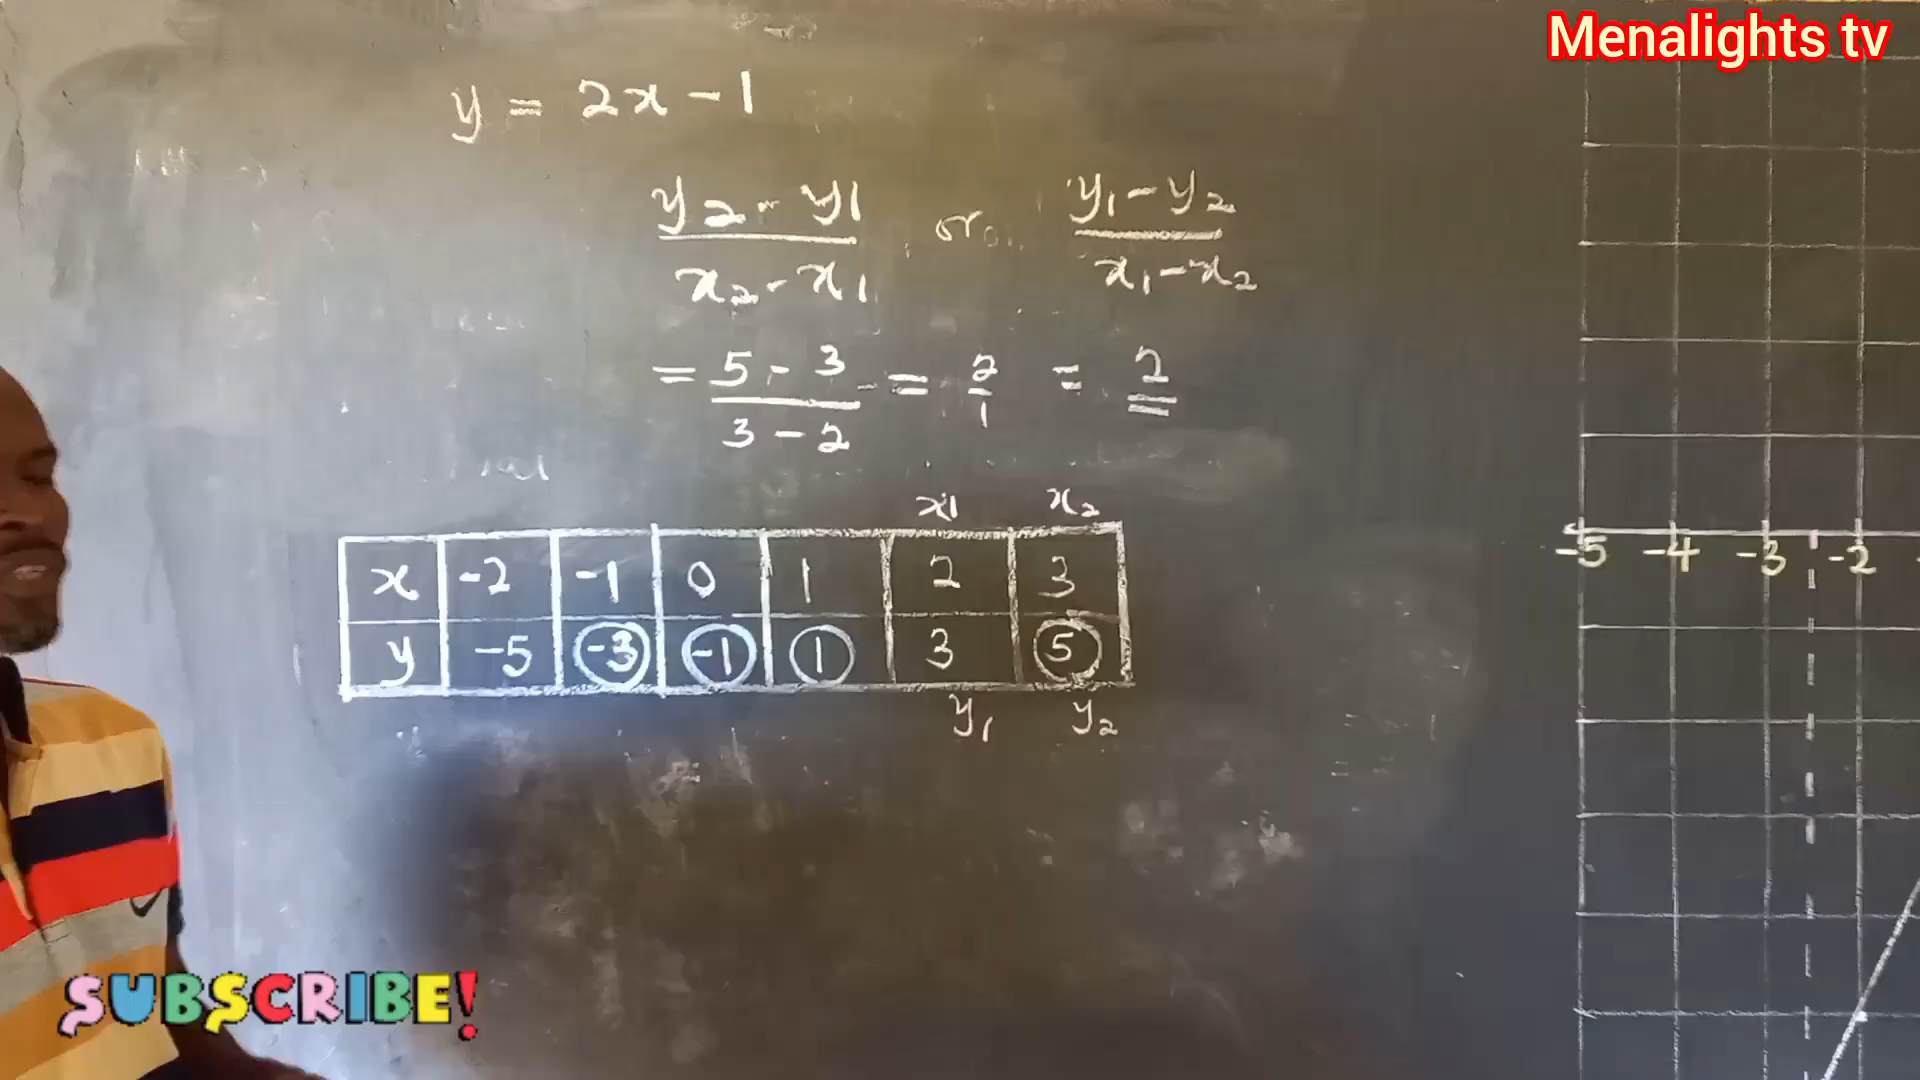 Menalights tv
y = 2x - 1
y2 - y1 or y1 - y2
x2 - x1 x1 - x2
= 5 - 3 = 2 = 2
3 - 2 1
x1 x2
x -2 -1 0 1 2 3
y -5 -3 -1 1 3 5
y1 y2
-5 -4 -3 -2
SUBSCRIBE!